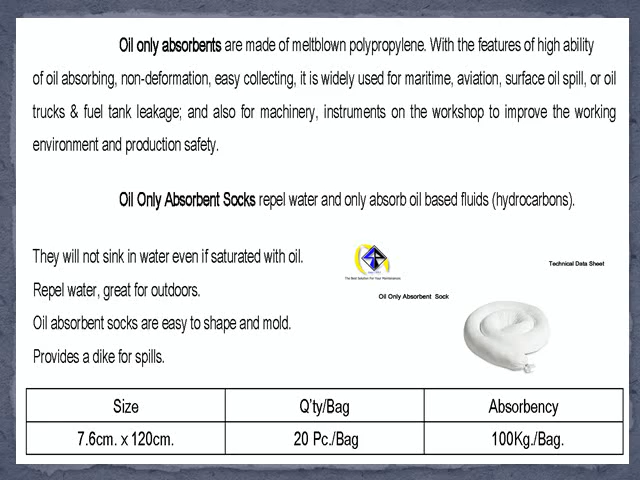 Oil only absorbents are made of meltblown polypropylene. With the features of high ability
of oil absorbing, non-deformation, easy collecting, it is widely used for maritime, aviation, surface oil spill, or oil
trucks & fuel tank leakage; and also for machinery, instruments on the workshop to improve the working
environment and production safety.
Oil Only Absorbent Socks repel water and only absorb oil based fluids (hydrocarbons).
They will not sink in water even if saturated with oil.
Repel water, great for outdoors.
Oil absorbent socks are easy to shape and mold.
Provides a dike for spills.
The Best Solution For Your Maintenance.
Technical Data Sheet
Oil Only Absorbent Sock
Size Q'ty/Bag Absorbency
7.6cm. x 120cm. 20 Pc./Bag 100Kg./Bag.